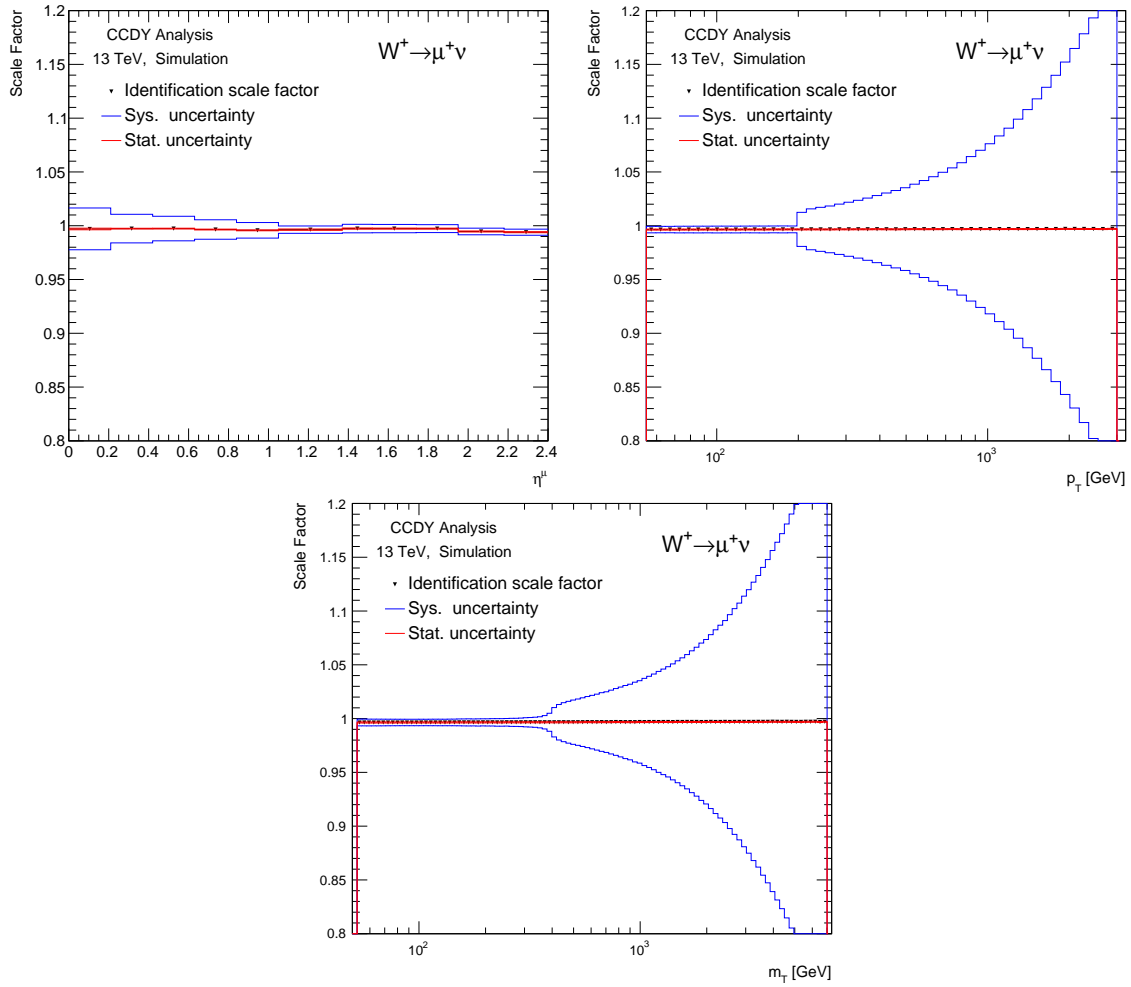 Scale Factor
CCDY Analysis
13 TeV, Simulation
W⁺→μ⁺ν
Identification scale factor
Sys. uncertainty
Stat. uncertainty
1.2
1.15
1.1
1.05
1
0.95
0.9
0.85
0.8
0 0.2 0.4 0.6 0.8 1 1.2 1.4 1.6 1.8 2 2.2 2.4
η^μ
Scale Factor
CCDY Analysis
13 TeV, Simulation
W⁺→μ⁺ν
Identification scale factor
Sys. uncertainty
Stat. uncertainty
1.2
1.15
1.1
1.05
1
0.95
0.9
0.85
0.8
10² 10³
p_T [GeV]
Scale Factor
CCDY Analysis
13 TeV, Simulation
W⁺→μ⁺ν
Identification scale factor
Sys. uncertainty
Stat. uncertainty
1.2
1.15
1.1
1.05
1
0.95
0.9
0.85
0.8
10² 10³
m_T [GeV]